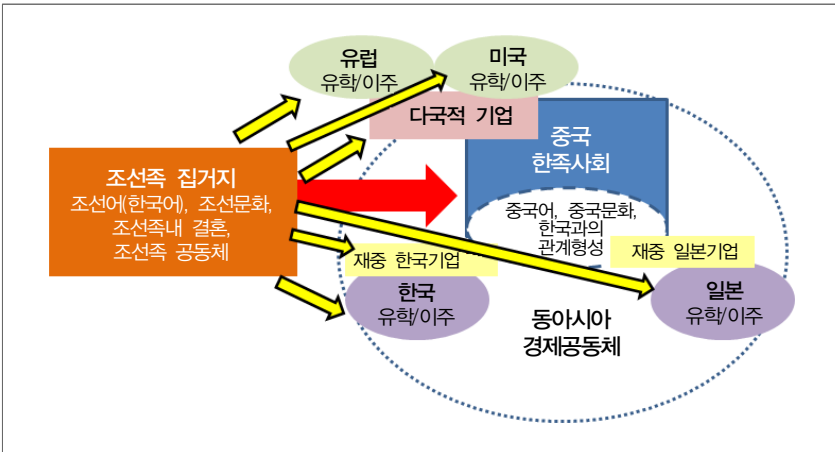 유럽
유학/이주
미국
유학/이주
다국적 기업
중국
한족사회
조선족 집거지
조선어(한국어), 조선문화,
조선족내 결혼,
조선족 공동체
중국어, 중국문화,
한국과의
관계형성
재중 한국기업
재중 일본기업
한국
유학/이주
일본
유학/이주
동아시아
경제공동체